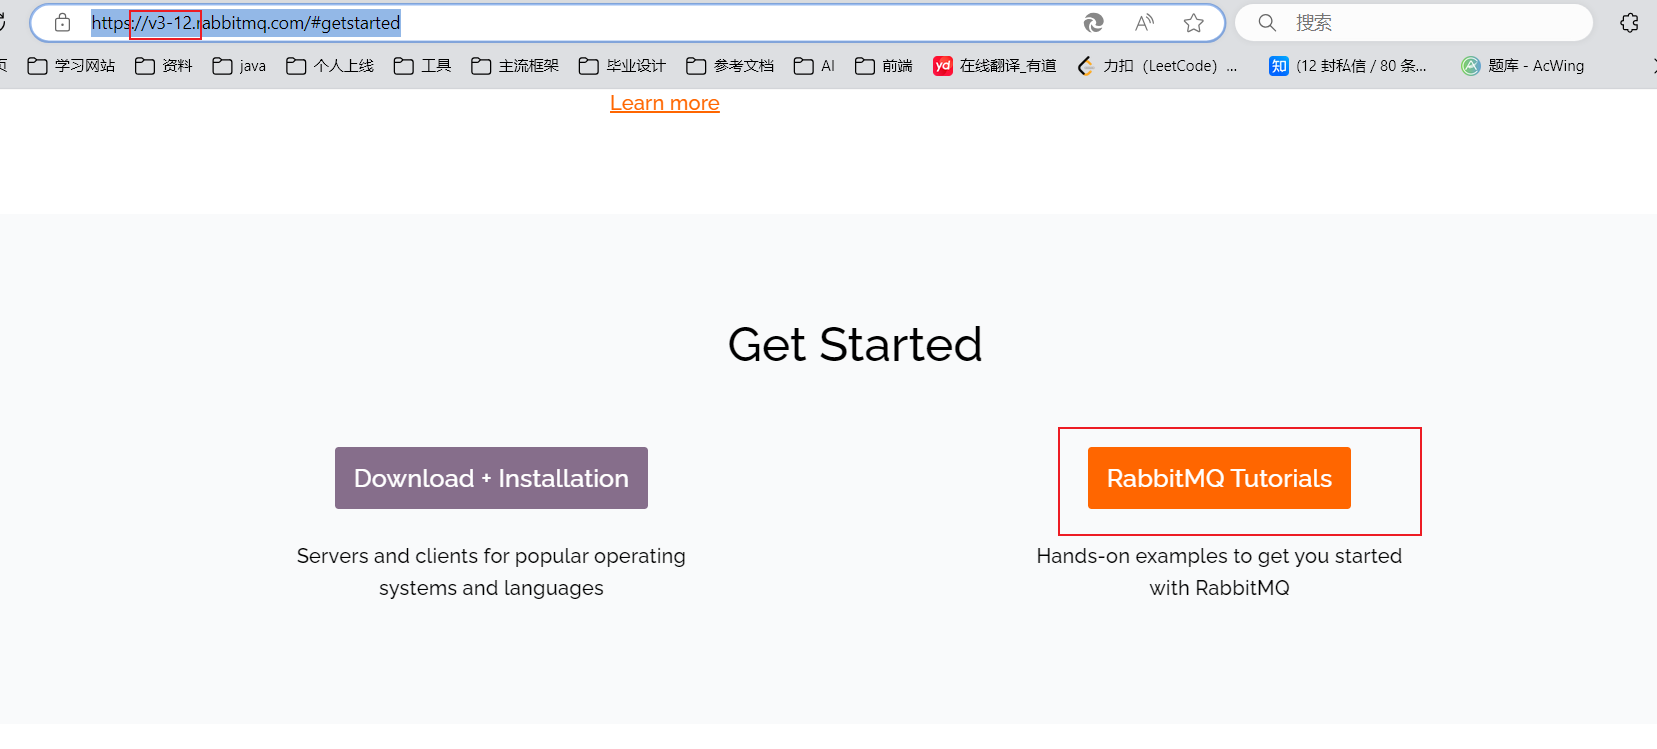 https://v3-12.rabbitmq.com/#getstarted
搜索
页 学习网站 资料 java 个人上线 工具 主流框架 毕业设计 参考文档 AI 前端 yd 在线翻译_有道 力扣（LeetCode）... 知 (12 封私信 / 80 条... 题库 - AcWing
Learn more
Get Started
Download + Installation
Servers and clients for popular operating
systems and languages
RabbitMQ Tutorials
Hands-on examples to get you started
with RabbitMQ